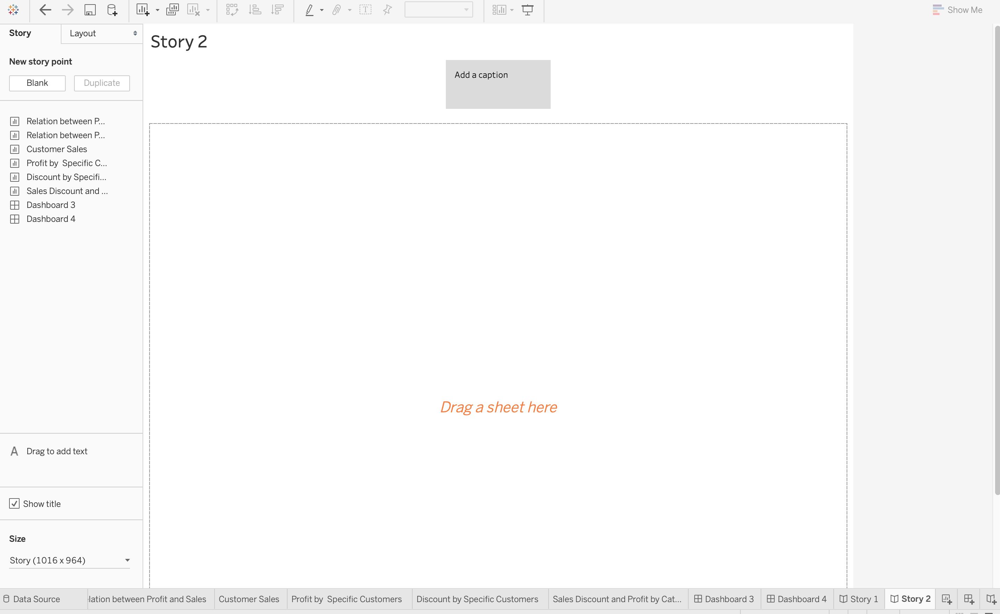 Show Me
Story
Layout
Story 2
New story point
Add a caption
Blank
Duplicate
Relation between P...
Relation between P...
Customer Sales
Profit by  Specific C...
Discount by Specifi...
Sales Discount and ...
Dashboard 3
Dashboard 4
Drag a sheet here
A Drag to add text
Show title
Size
Story (1016 x 964)
Data Source
lation between Profit and Sales
Customer Sales
Profit by  Specific Customers
Discount by Specific Customers
Sales Discount and Profit by Cat...
Dashboard 3
Dashboard 4
Story 1
Story 2